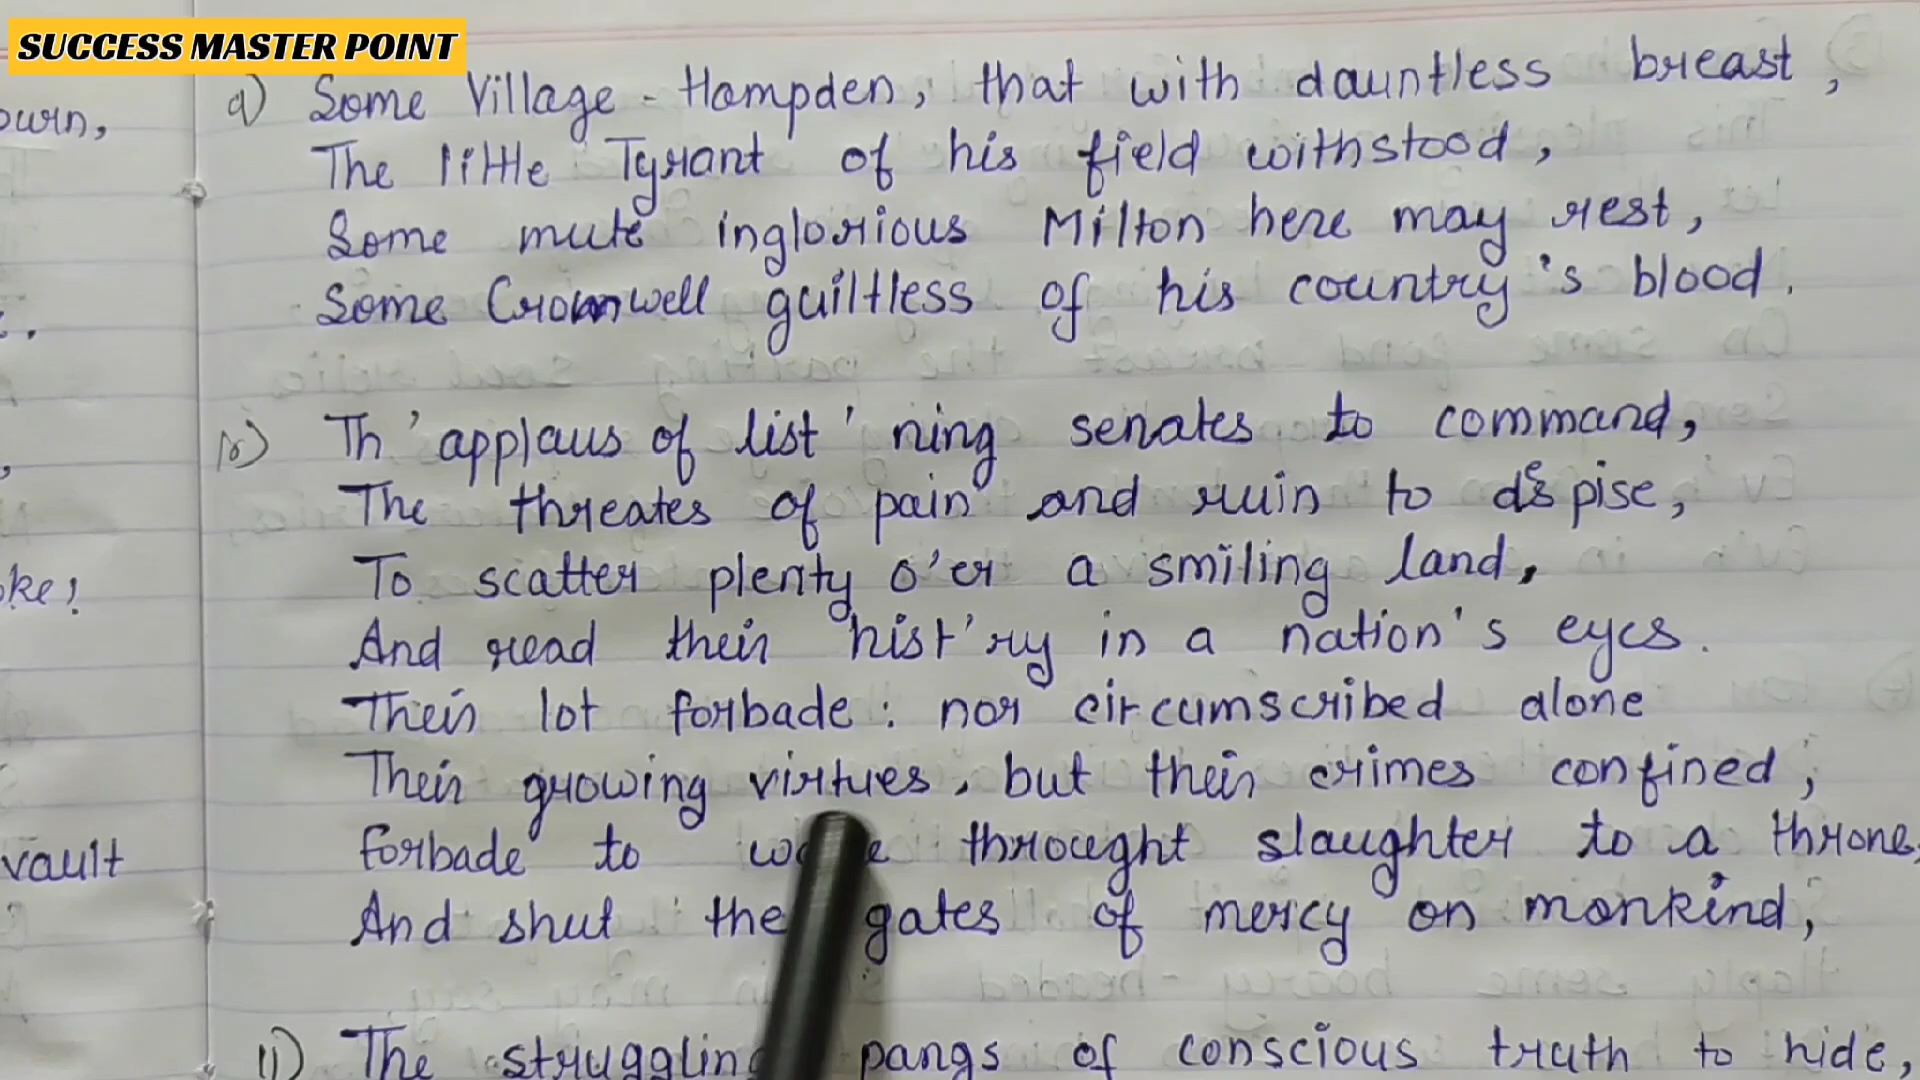 SUCCESS MASTER POINT
9) Some Village - Hampden, that with dauntless breast,
The little Tyrant of his field withstood,
Some mute inglorious Milton here may rest,
Some Cromwell guiltless of his country's blood.
10) Th' applaus of list'ning senates to command,
The threates of pain and ruin to despise,
To scatter plenty o'er a smiling land,
And read their hist'ry in a nation's eyes.
Their lot forbade: nor circumscribed alone
Their growing virtues, but their crimes confined;
forbade to throught slaughter to a throne,
And shut the gates of mercy on mankind,
11) The struggling pangs of conscious truth to hide,
ourn,
oke!
vault